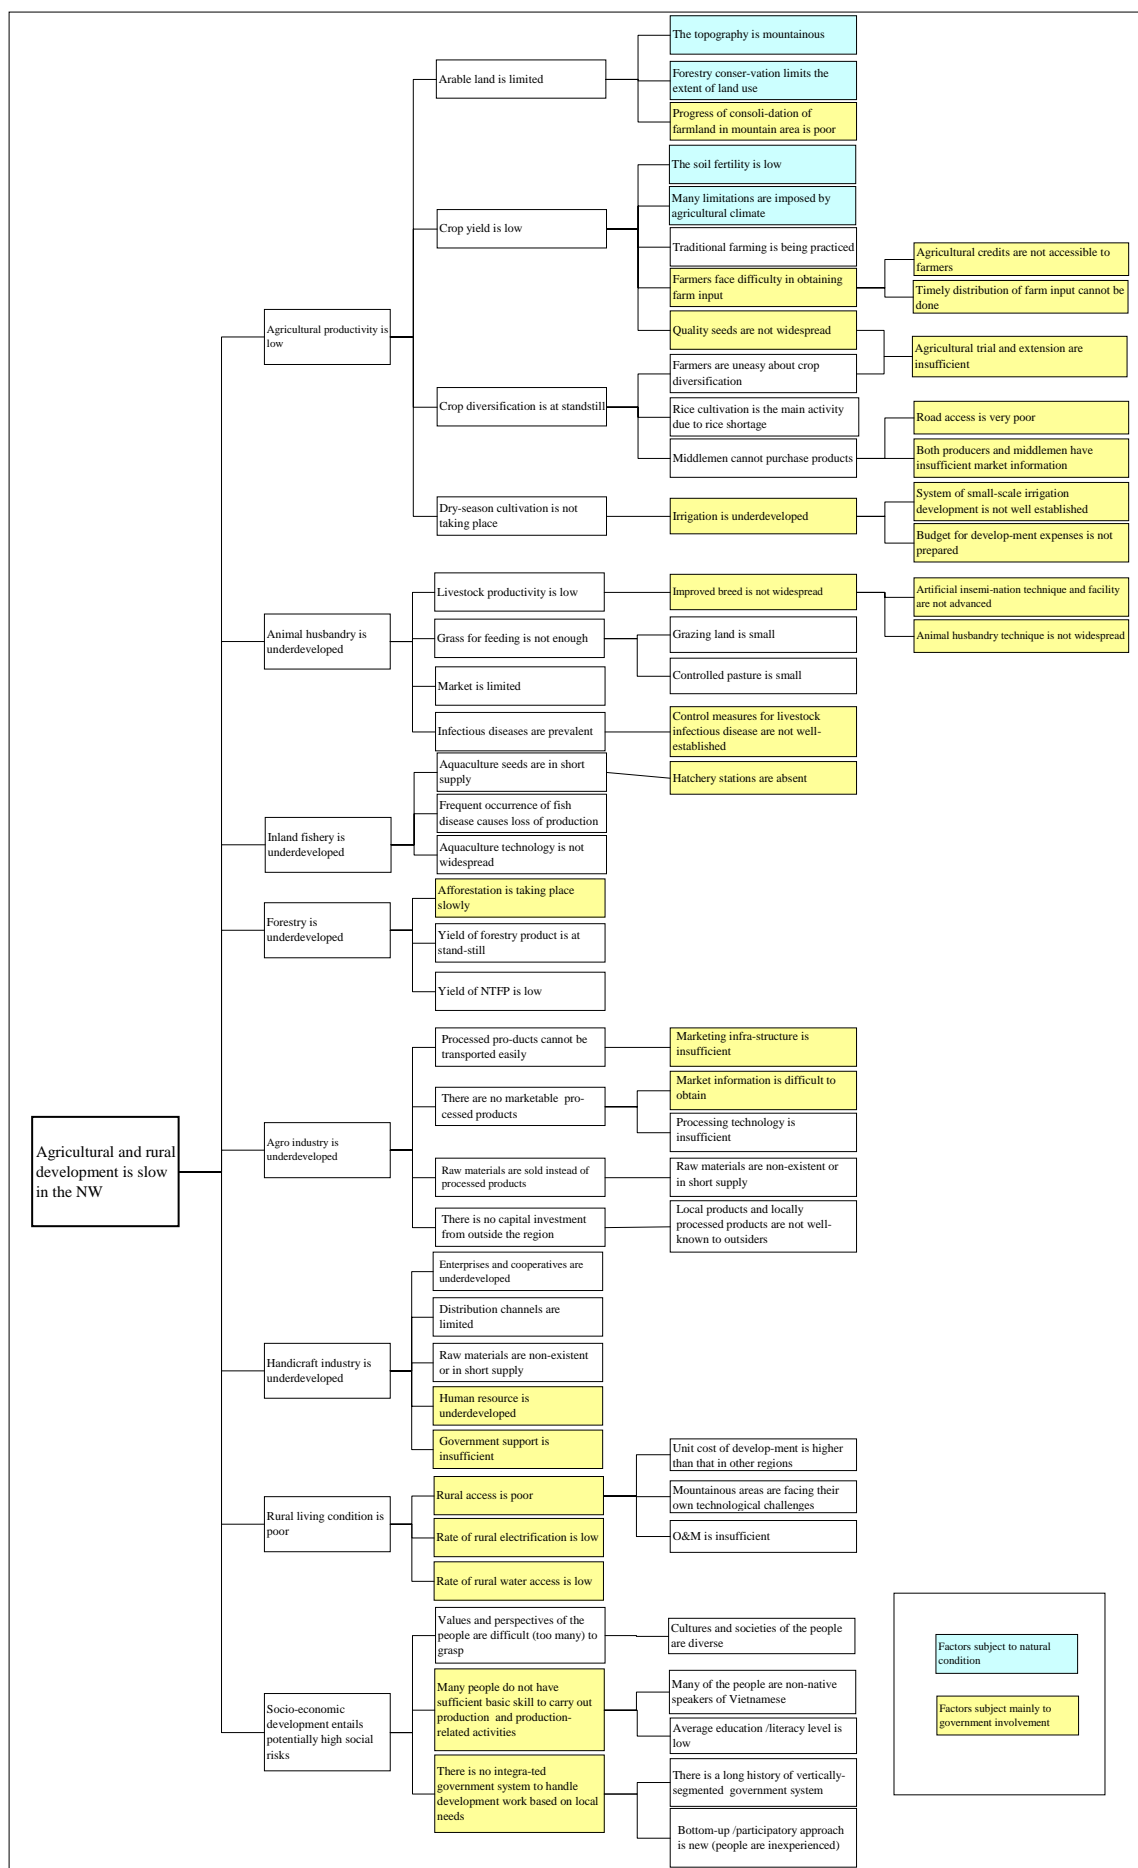 Agricultural and rural
development is slow
in the NW
Agricultural productivity is
low
Arable land is limited
The topography is mountainous
Forestry conser-vation limits the
extent of land use
Progress of consoli-dation of
farmland in mountain area is poor
Crop yield is low
The soil fertility is low
Many limitations are imposed by
agricultural climate
Traditional farming is being practiced
Farmers face difficulty in obtaining
farm input
Agricultural credits are not accessible to
farmers
Timely distribution of farm input cannot be
done
Quality seeds are not widespread
Agricultural trial and extension are
insufficient
Crop diversification is at standstill
Farmers are uneasy about crop
diversification
Rice cultivation is the main activity
due to rice shortage
Middlemen cannot purchase products
Road access is very poor
Both producers and middlemen have
insufficient market information
Dry-season cultivation is not
taking place
Irrigation is underdeveloped
System of small-scale irrigation
development is not well established
Budget for develop-ment expenses is not
prepared
Animal husbandry is
underdeveloped
Livestock productivity is low
Improved breed is not widespread
Artificial insemi-nation technique and facility
are not advanced
Animal husbandry technique is not widespread
Grass for feeding is not enough
Grazing land is small
Controlled pasture is small
Market is limited
Infectious diseases are prevalent
Control measures for livestock
infectious disease are not well-
established
Inland fishery is
underdeveloped
Aquaculture seeds are in short
supply
Hatchery stations are absent
Frequent occurrence of fish
disease causes loss of production
Aquaculture technology is not
widespread
Forestry is
underdeveloped
Afforestation is taking place
slowly
Yield of forestry product is at
stand-still
Yield of NTFP is low
Agro industry is
underdeveloped
Processed pro-ducts cannot be
transported easily
Marketing infra-structure is
insufficient
There are no marketable pro-
cessed products
Market information is difficult to
obtain
Processing technology is
insufficient
Raw materials are sold instead of
processed products
Raw materials are non-existent or
in short supply
There is no capital investment
from outside the region
Local products and locally
processed products are not well-
known to outsiders
Handicraft industry is
underdeveloped
Enterprises and cooperatives are
underdeveloped
Distribution channels are
limited
Raw materials are non-existent
or in short supply
Human resource is
underdeveloped
Government support is
insufficient
Rural living condition is
poor
Rural access is poor
Unit cost of develop-ment is higher
than that in other regions
Mountainous areas are facing their
own technological challenges
O&M is insufficient
Rate of rural electrification is low
Rate of rural water access is low
Socio-economic
development entails
potentially high social
risks
Values and perspectives of the
people are difficult (too many) to
grasp
Cultures and societies of the people
are diverse
Many people do not have
sufficient basic skill to carry out
production and production-
related activities
Many of the people are non-native
speakers of Vietnamese
Average education /literacy level is
low
There is no integra-ted
government system to handle
development work based on local
needs
There is a long history of vertically-
segmented government system
Bottom-up /participatory approach
is new (people are inexperienced)
Factors subject to natural
condition
Factors subject mainly to
government involvement